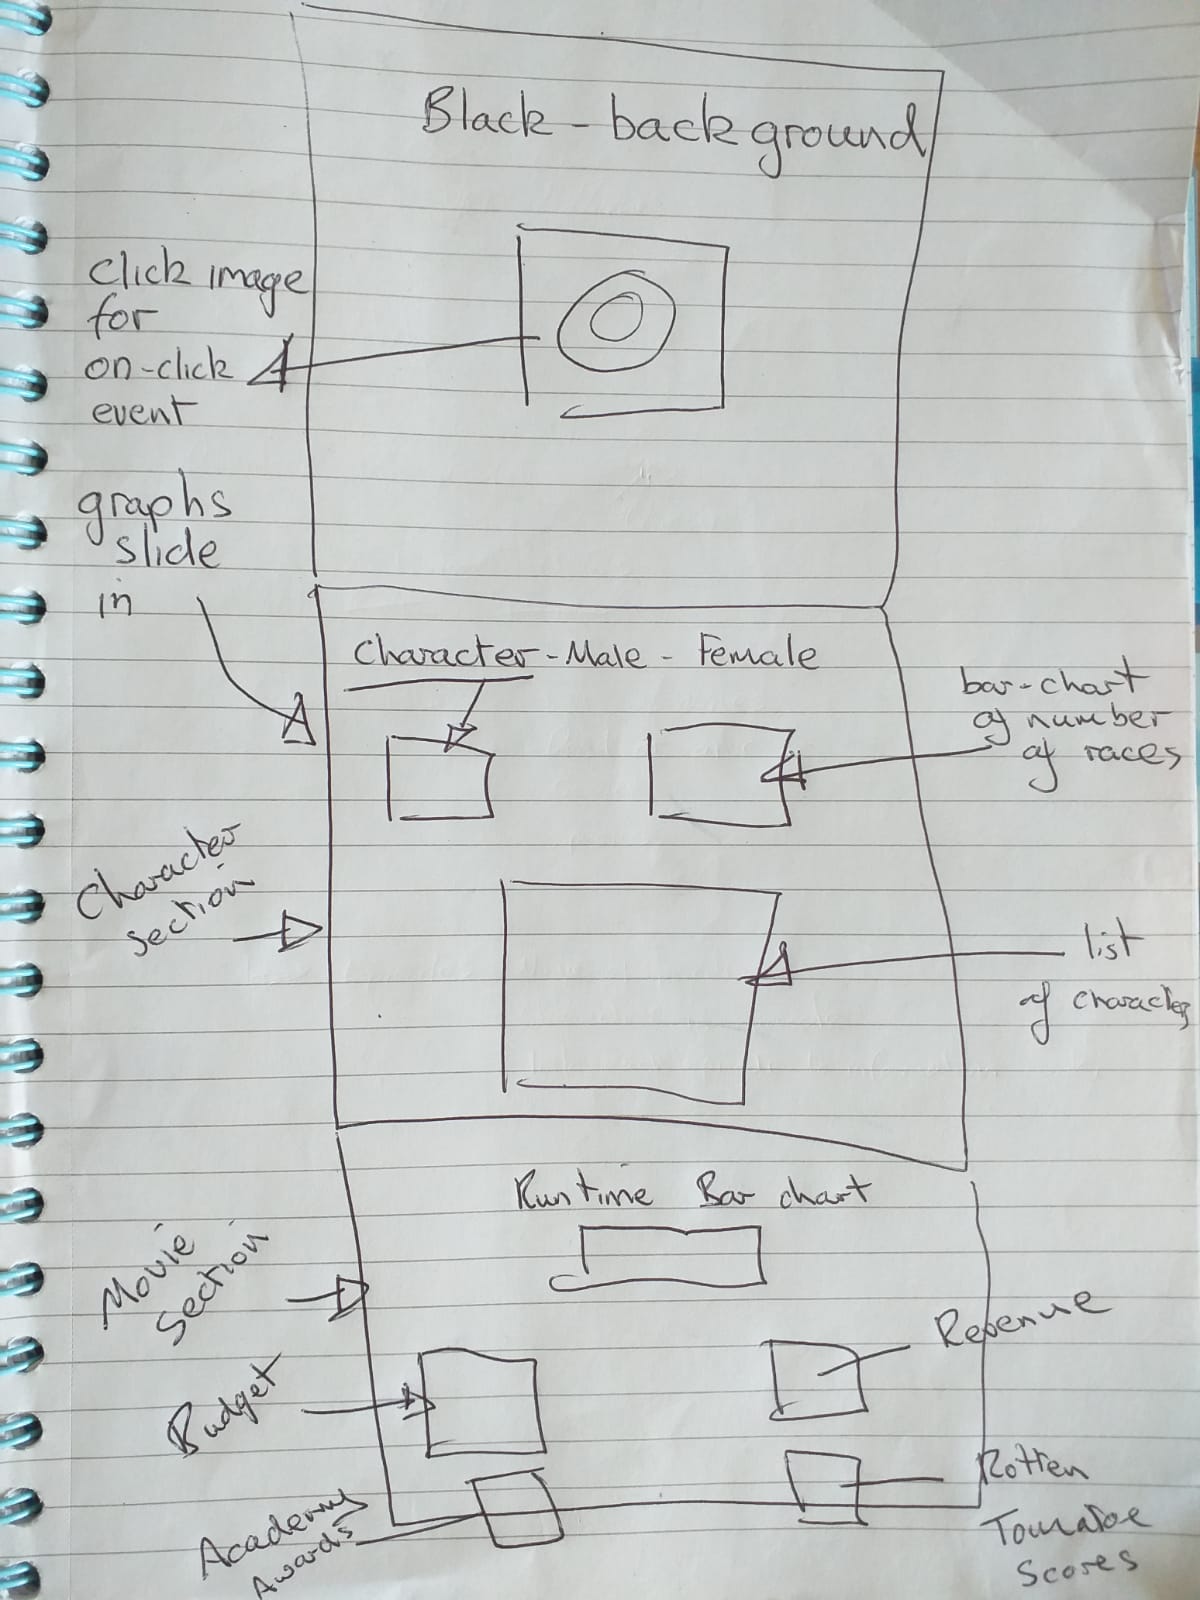 Black-background
Click image
for
on-click
event
graphs
slide
in
Character-Male-Female
bar-chart
of number
of races
Character
Section
list
of characters
Runtime Bar chart
Movie
Section
Revenue
Budget
Rotten
Tomatoe
Scores
Academy
Awards